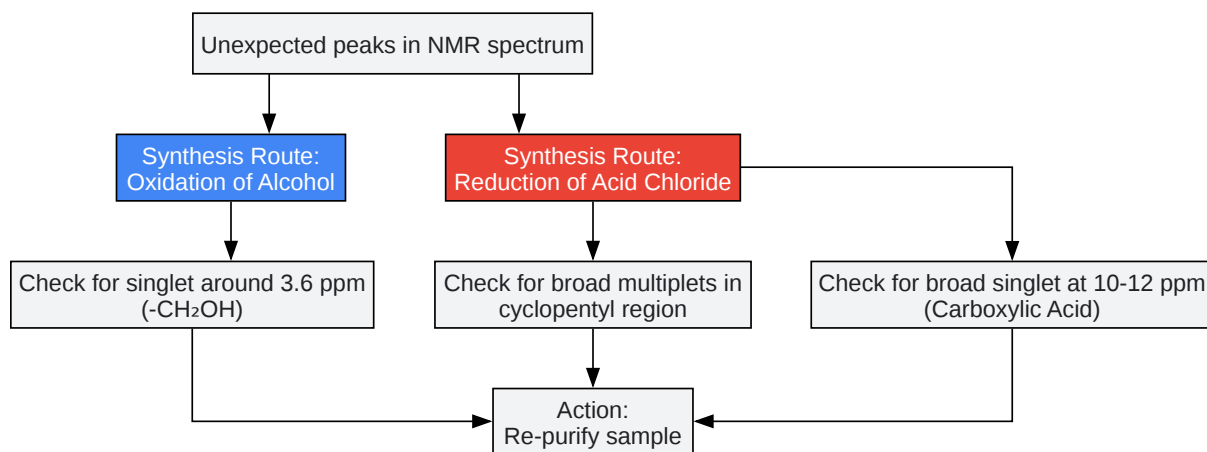 Unexpected peaks in NMR spectrum
Synthesis Route:
Oxidation of Alcohol
Synthesis Route:
Reduction of Acid Chloride
Check for singlet around 3.6 ppm
(-CH₂OH)
Check for broad multiplets in
cyclopentyl region
Check for broad singlet at 10-12 ppm
(Carboxylic Acid)
Action:
Re-purify sample